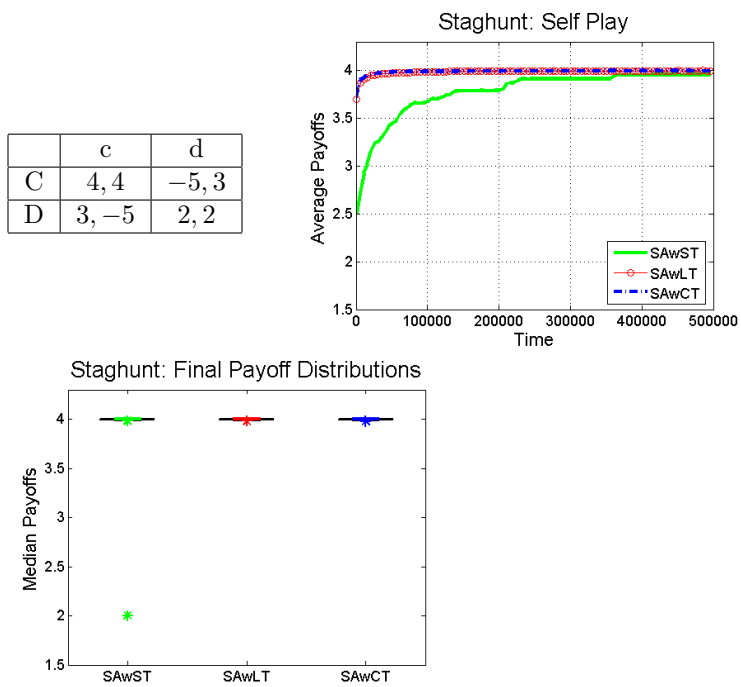 c d
C 4, 4 −5, 3
D 3, −5 2, 2
Staghunt: Self Play
Average Payoffs
4
3.5
3
2.5
2
1.5
0 100000 200000 300000 400000 500000
Time
SAwST
SAwLT
SAwCT
Staghunt: Final Payoff Distributions
Median Payoffs
4
3.5
3
2.5
2
1.5
SAwST SAwLT SAwCT